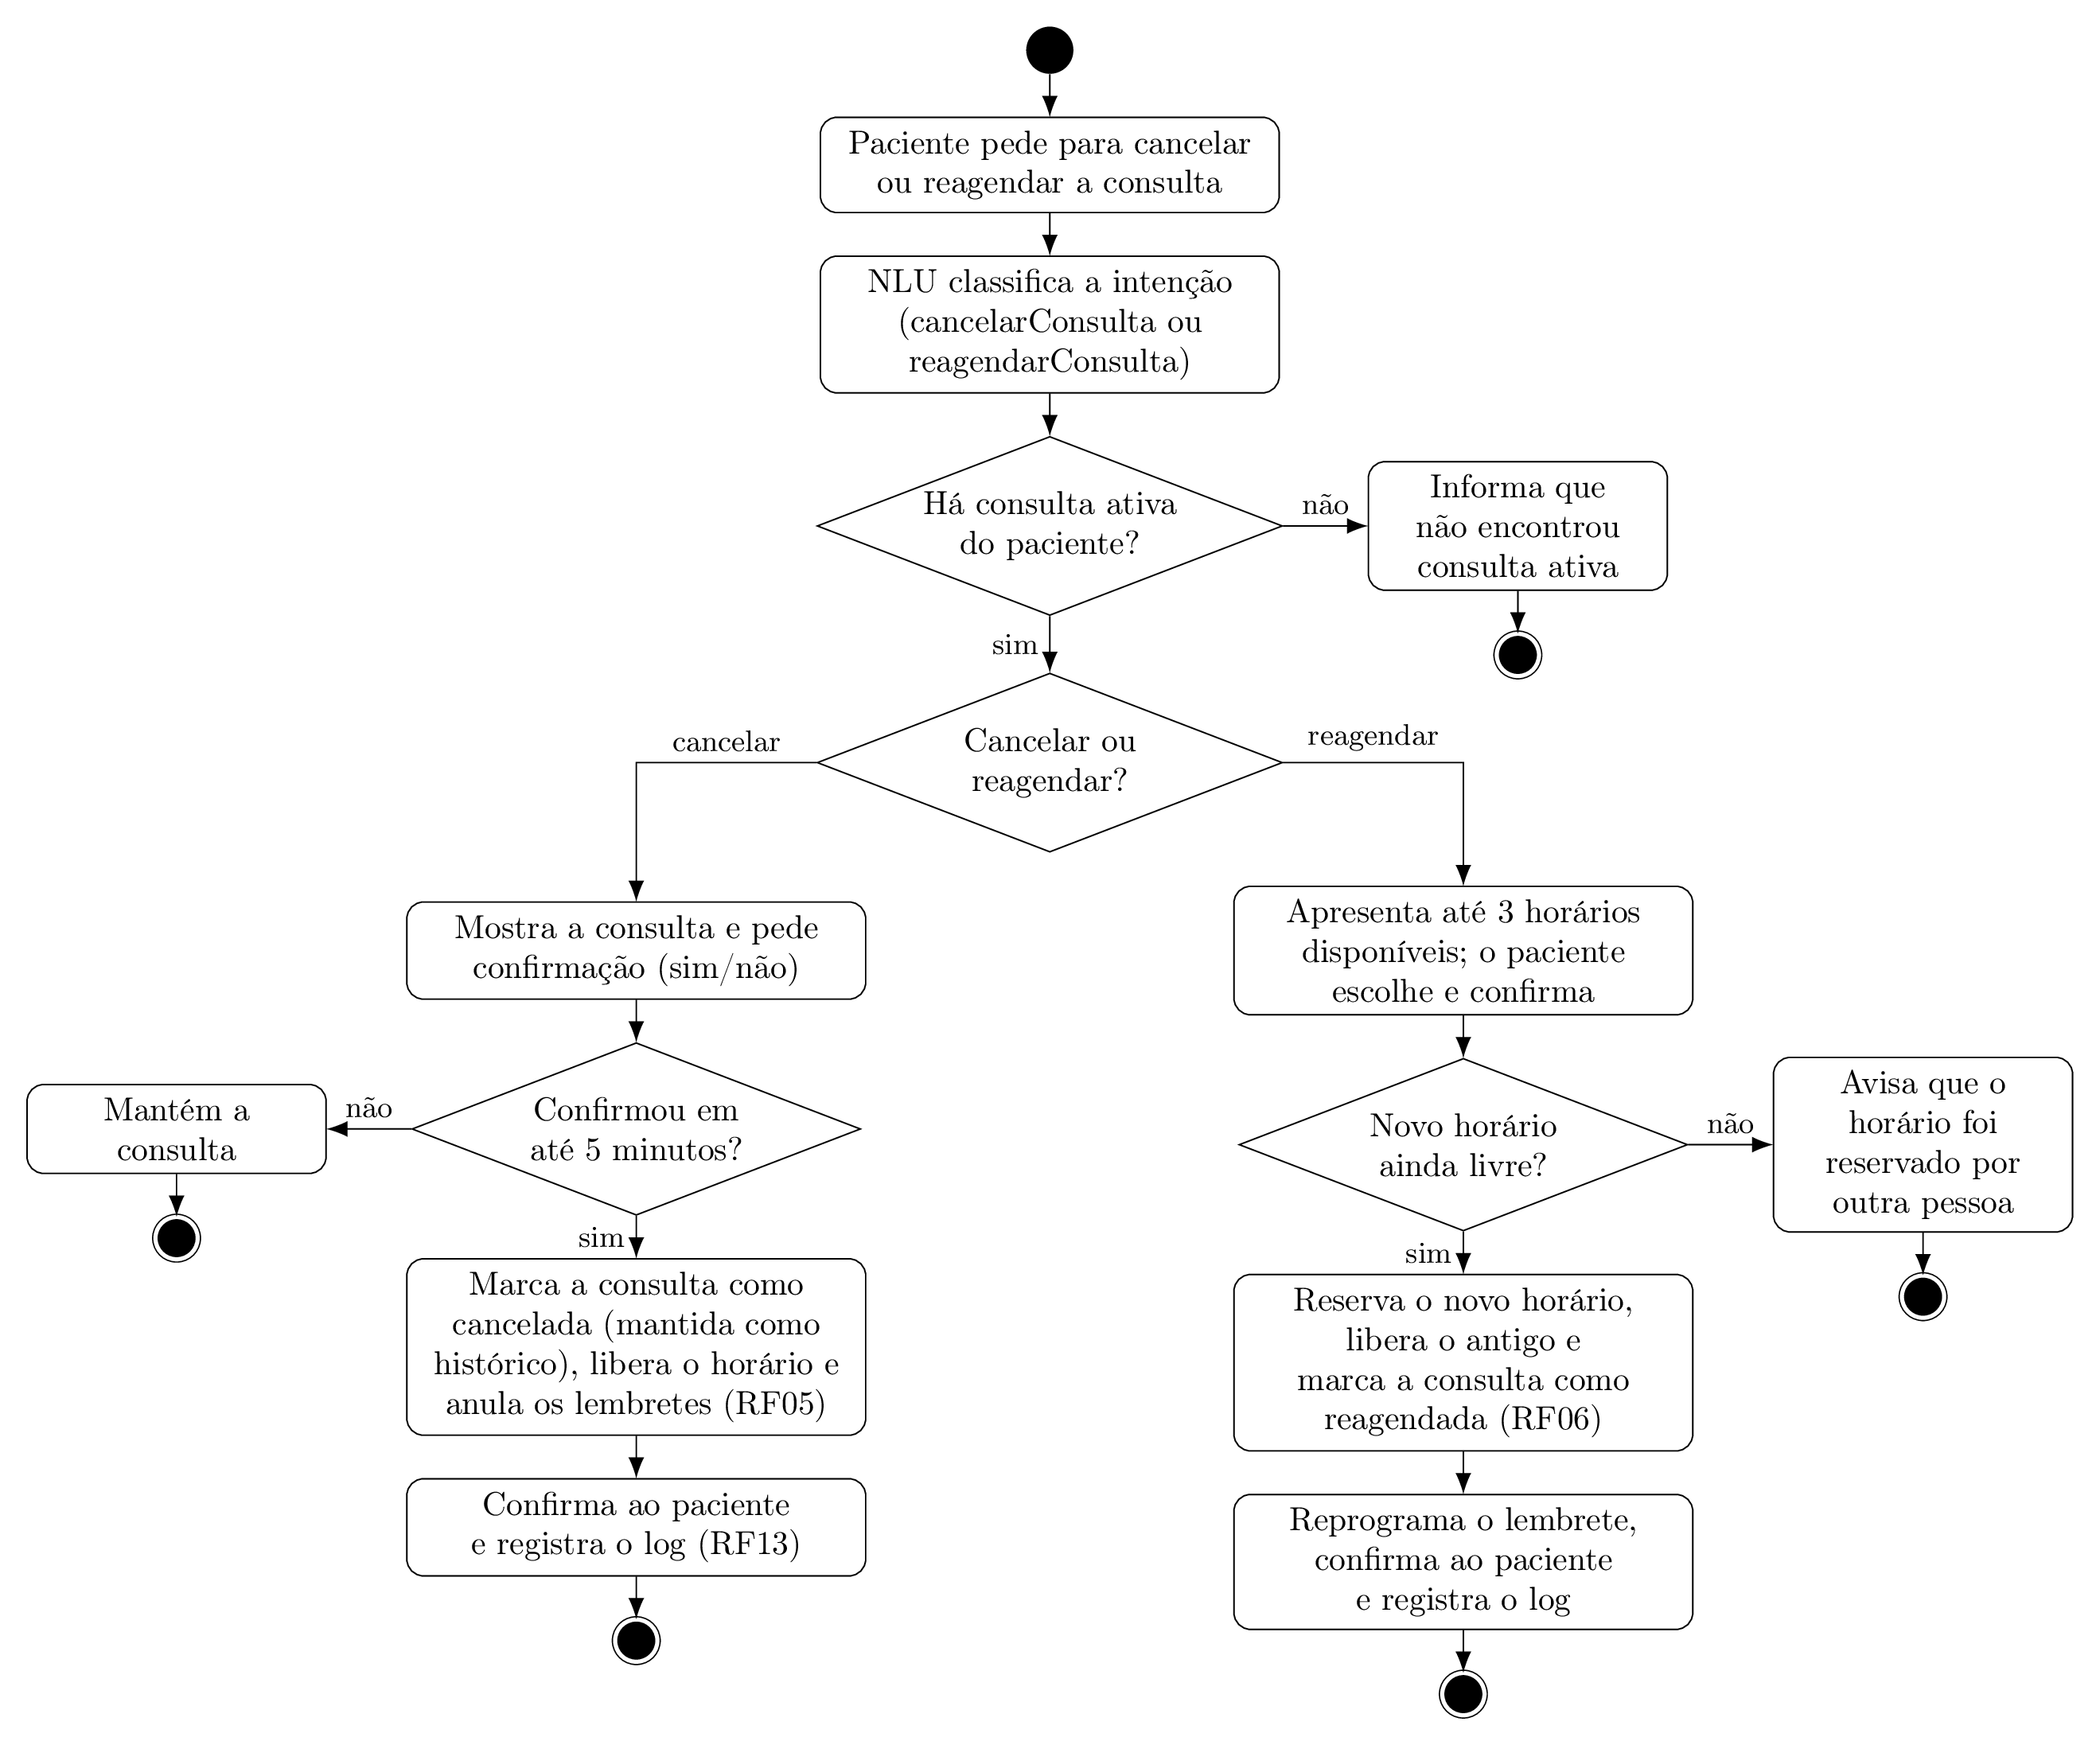 Paciente pede para cancelar
ou reagendar a consulta
NLU classifica a intenção
(cancelarConsulta ou
reagendarConsulta)
Há consulta ativa
do paciente?
não
Informa que
não encontrou
consulta ativa
sim
Cancelar ou
reagendar?
cancelar
reagendar
Mostra a consulta e pede
confirmação (sim/não)
Apresenta até 3 horários
disponíveis; o paciente
escolhe e confirma
Confirmou em
até 5 minutos?
não
Mantém a
consulta
Novo horário
ainda livre?
não
Avisa que o
horário foi
reservado por
outra pessoa
sim
Marca a consulta como
cancelada (mantida como
histórico), libera o horário e
anula os lembretes (RF05)
sim
Reserva o novo horário,
libera o antigo e
marca a consulta como
reagendada (RF06)
Confirma ao paciente
e registra o log (RF13)
Reprograma o lembrete,
confirma ao paciente
e registra o log